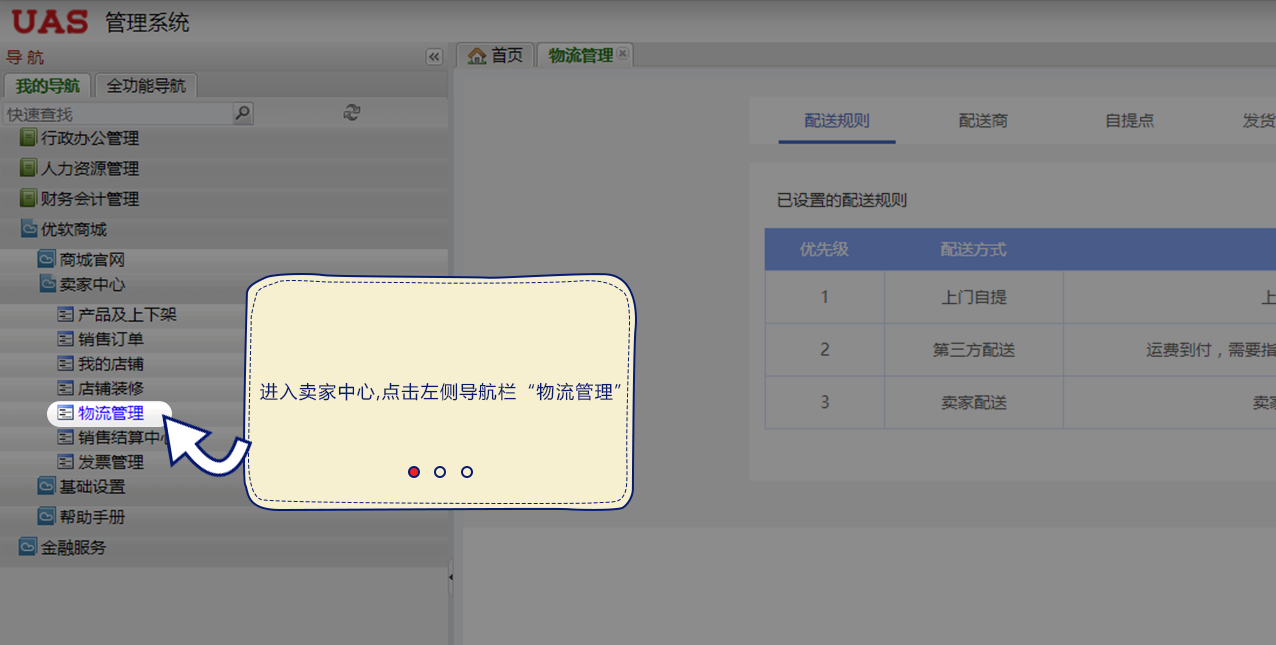 UAS 管理系统
导 航
首页
物流管理
我的导航
全功能导航
快速查找
行政办公管理
人力资源管理
财务会计管理
优软商城
商城官网
卖家中心
产品及上下架
销售订单
我的店铺
店铺装修
物流管理
销售结算中心
发票管理
基础设置
帮助手册
金融服务
进入卖家中心,点击左侧导航栏“物流管理”
配送规则
配送商
自提点
发货
已设置的配送规则
优先级 配送方式
1 上门自提 上
2 第三方配送 运费到付，需要指
3 卖家配送 卖家